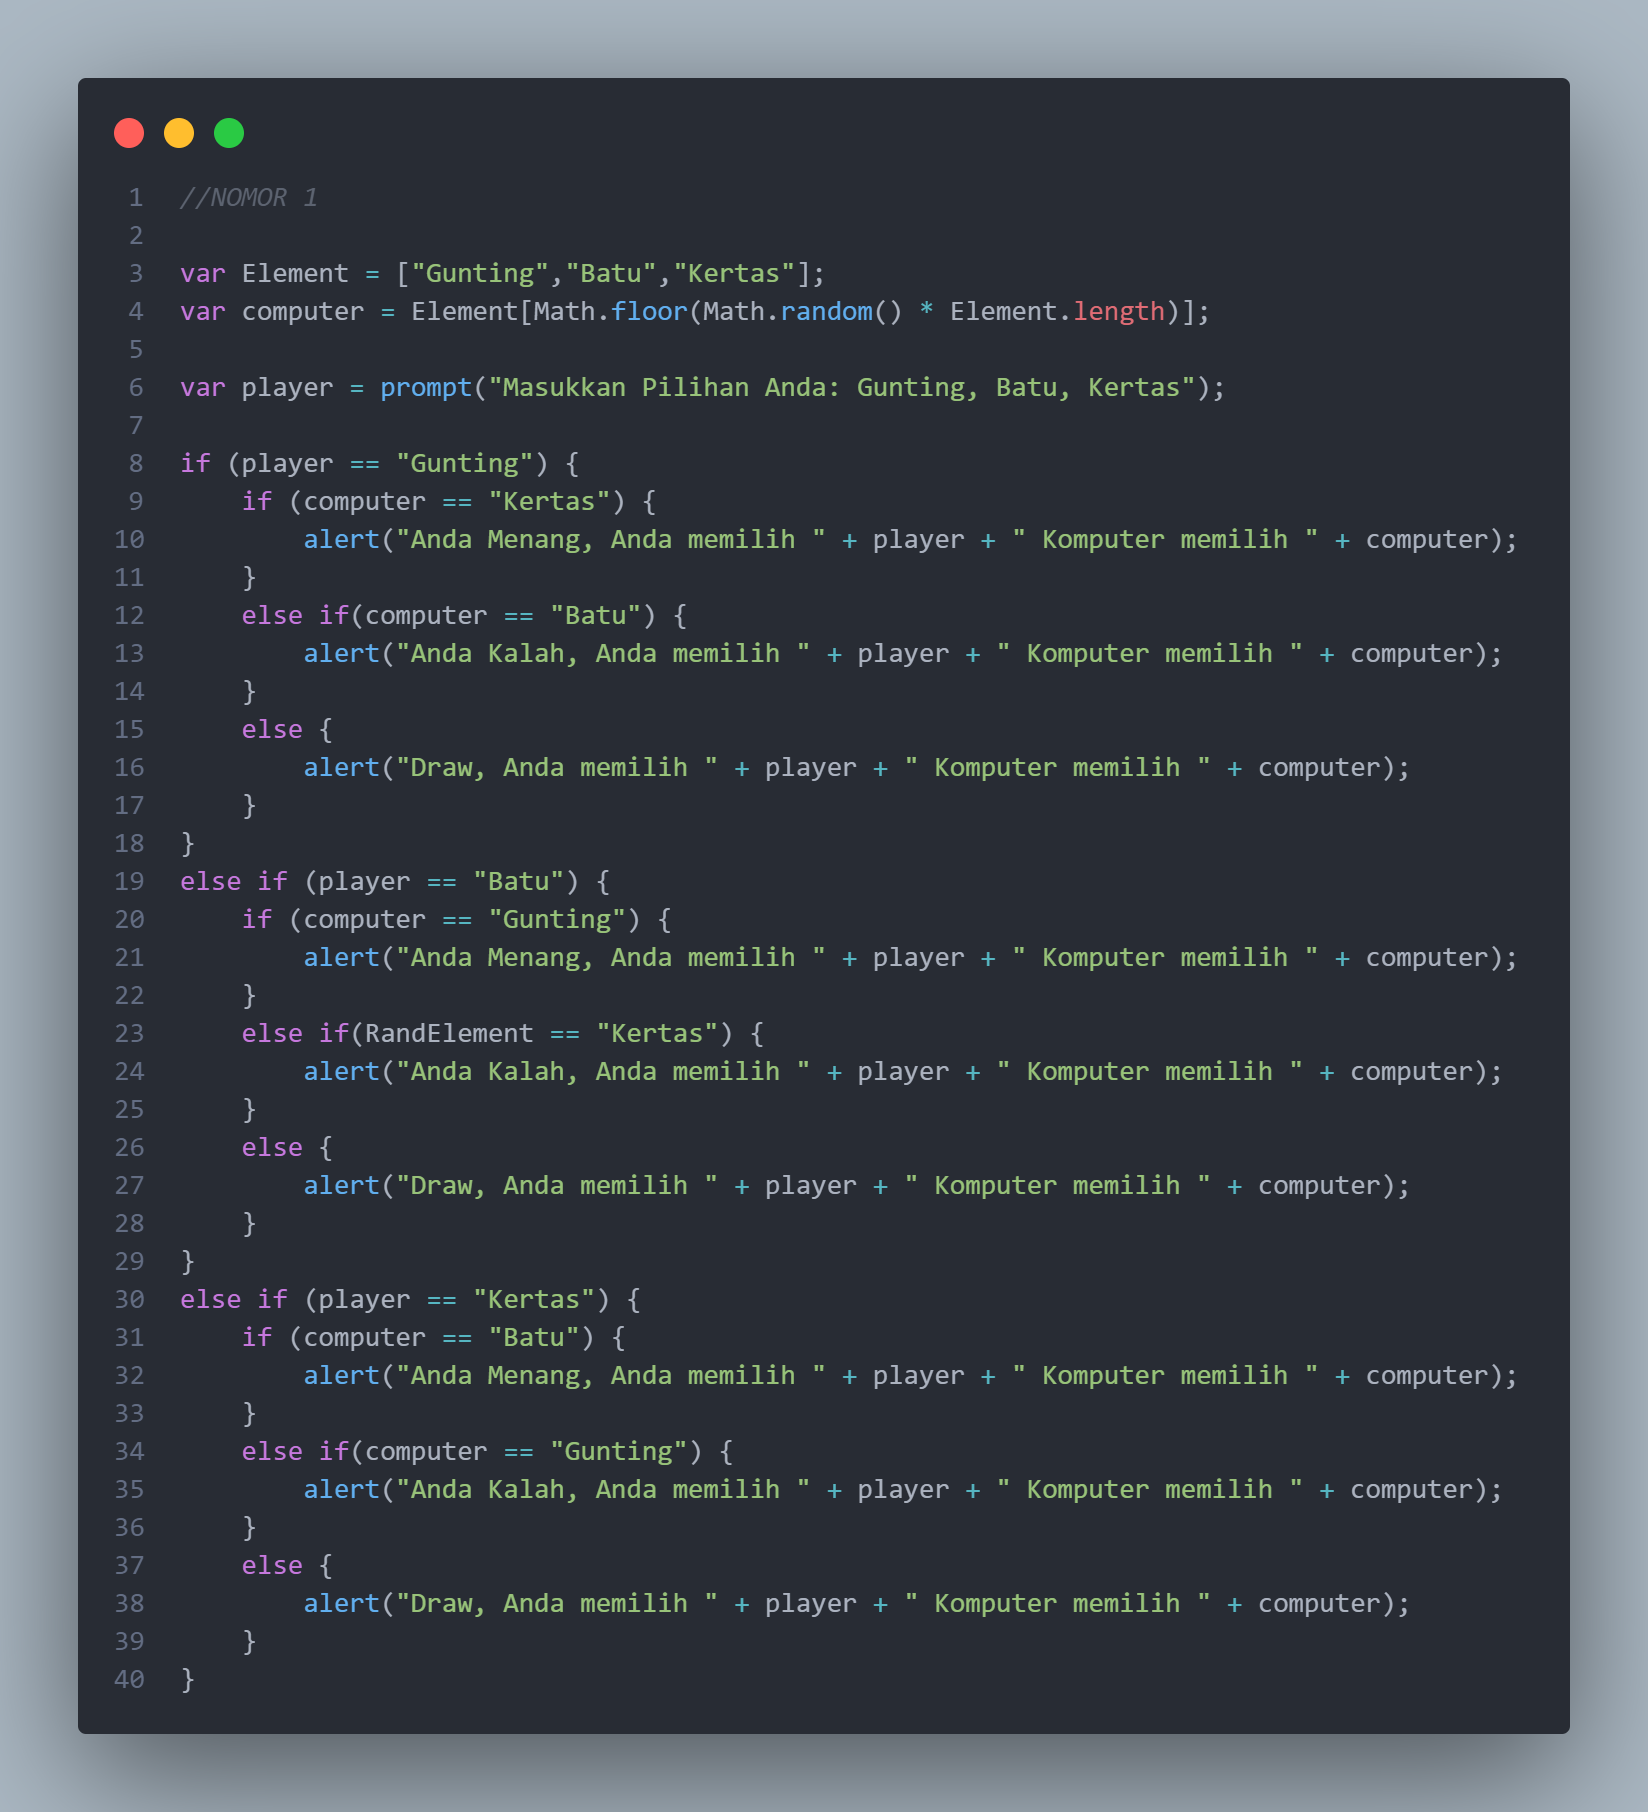 1 //NOMOR 1
2
3 var Element = ["Gunting","Batu","Kertas"];
4 var computer = Element[Math.floor(Math.random() * Element.length)];
5
6 var player = prompt("Masukkan Pilihan Anda: Gunting, Batu, Kertas");
7
8 if (player == "Gunting") {
9     if (computer == "Kertas") {
10         alert("Anda Menang, Anda memilih " + player + " Komputer memilih " + computer);
11     }
12     else if(computer == "Batu") {
13         alert("Anda Kalah, Anda memilih " + player + " Komputer memilih " + computer);
14     }
15     else {
16         alert("Draw, Anda memilih " + player + " Komputer memilih " + computer);
17     }
18 }
19 else if (player == "Batu") {
20     if (computer == "Gunting") {
21         alert("Anda Menang, Anda memilih " + player + " Komputer memilih " + computer);
22     }
23     else if(RandElement == "Kertas") {
24         alert("Anda Kalah, Anda memilih " + player + " Komputer memilih " + computer);
25     }
26     else {
27         alert("Draw, Anda memilih " + player + " Komputer memilih " + computer);
28     }
29 }
30 else if (player == "Kertas") {
31     if (computer == "Batu") {
32         alert("Anda Menang, Anda memilih " + player + " Komputer memilih " + computer);
33     }
34     else if(computer == "Gunting") {
35         alert("Anda Kalah, Anda memilih " + player + " Komputer memilih " + computer);
36     }
37     else {
38         alert("Draw, Anda memilih " + player + " Komputer memilih " + computer);
39     }
40 }